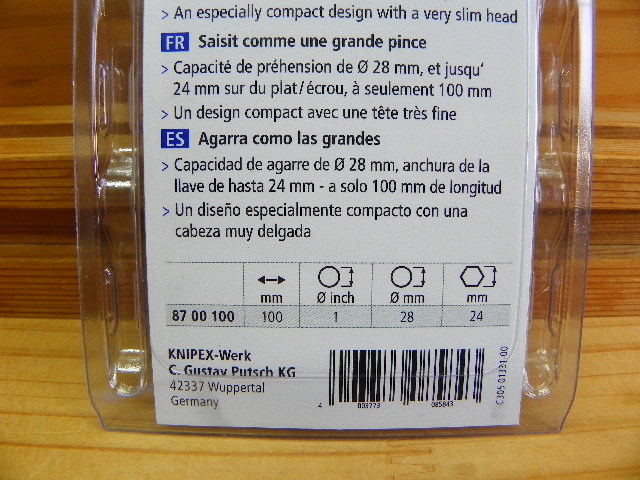 > An especially compact design with a very slim head
FR Saisit comme une grande pince
> Capacité de préhension de Ø 28 mm, et jusqu'
24 mm sur du plat/écrou, à seulement 100 mm
> Un design compact avec une tête très fine
ES Agarra como las grandes
> Capacidad de agarre de Ø 28 mm, anchura de la
llave de hasta 24 mm - a solo 100 mm de longitud
> Un diseño especialmente compacto con una
cabeza muy delgada
mm Ø inch Ø mm mm
87 00 100 100 1 28 24
KNIPEX-Werk
C. Gustav Putsch KG
42337 Wuppertal
Germany
4 003773 085843